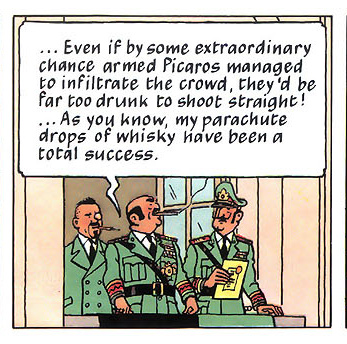 ... Even if by some extraordinary
chance armed Picaros managed
to infiltrate the crowd, they'd be
far too drunk to shoot straight!
... As you know, my parachute
drops of whisky have been a
total success.